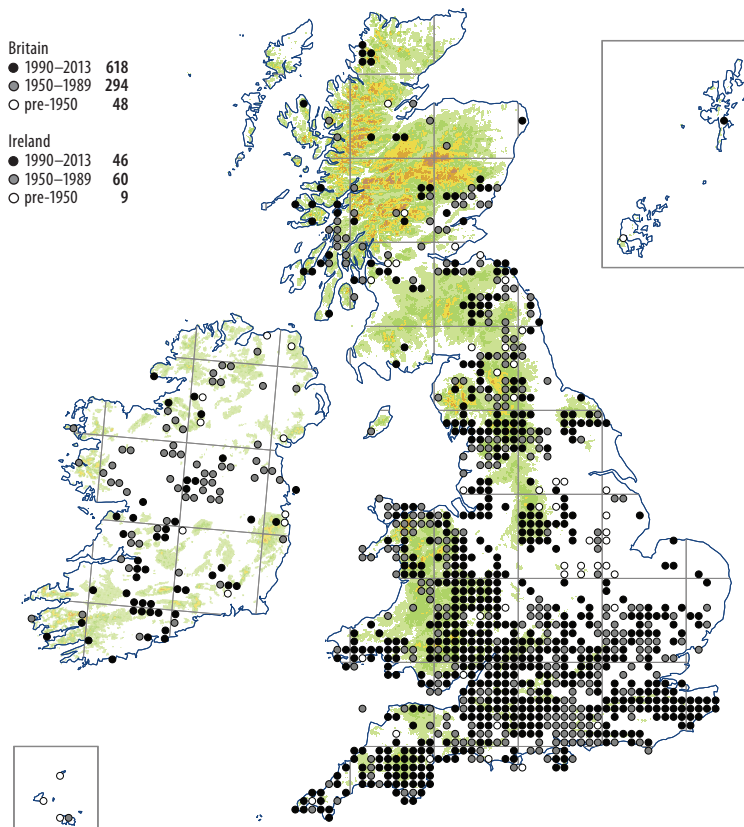 Britain
● 1990–2013 618
● 1950–1989 294
○ pre-1950 48
Ireland
● 1990–2013 46
● 1950–1989 60
○ pre-1950 9